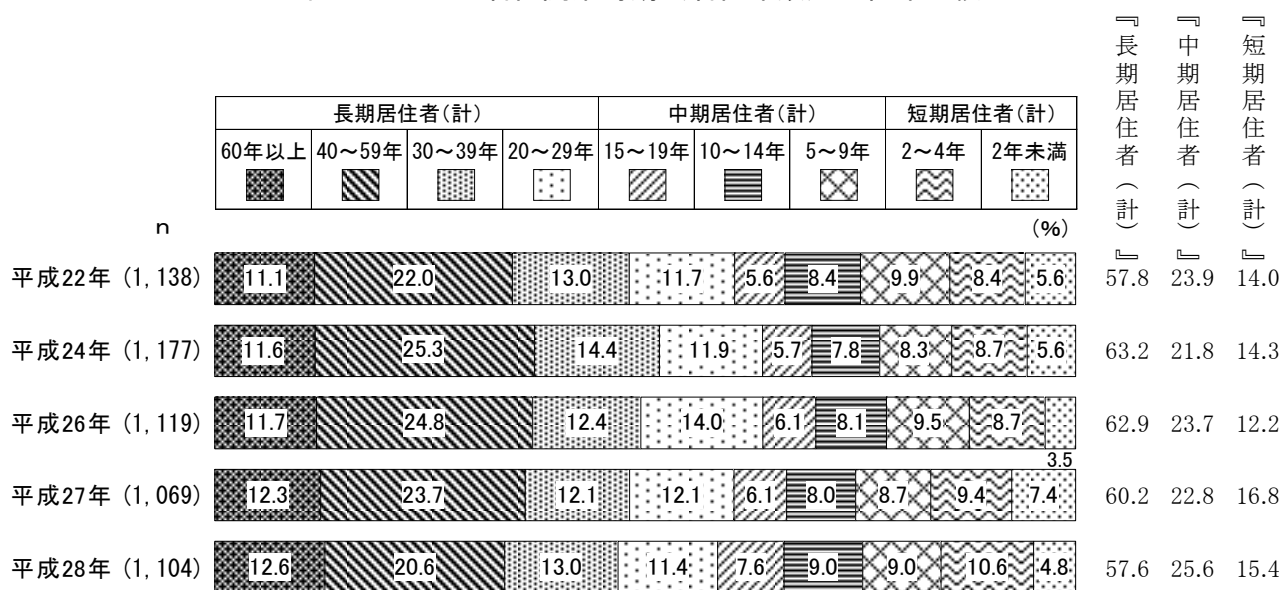 『長期居住者（計）』
『中期居住者（計）』
『短期居住者（計）』
長期居住者(計) 中期居住者(計) 短期居住者(計)
60年以上 40～59年 30～39年 20～29年 15～19年 10～14年 5～9年 2～4年 2年未満
n (%)
平成22年 (1,138) 11.1 22.0 13.0 11.7 5.6 8.4 9.9 8.4 5.6 57.8 23.9 14.0
平成24年 (1,177) 11.6 25.3 14.4 11.9 5.7 7.8 8.3 8.7 5.6 63.2 21.8 14.3
平成26年 (1,119) 11.7 24.8 12.4 14.0 6.1 8.1 9.5 8.7 62.9 23.7 12.2
3.5
平成27年 (1,069) 12.3 23.7 12.1 12.1 6.1 8.0 8.7 9.4 7.4 60.2 22.8 16.8
平成28年 (1,104) 12.6 20.6 13.0 11.4 7.6 9.0 9.0 10.6 4.8 57.6 25.6 15.4